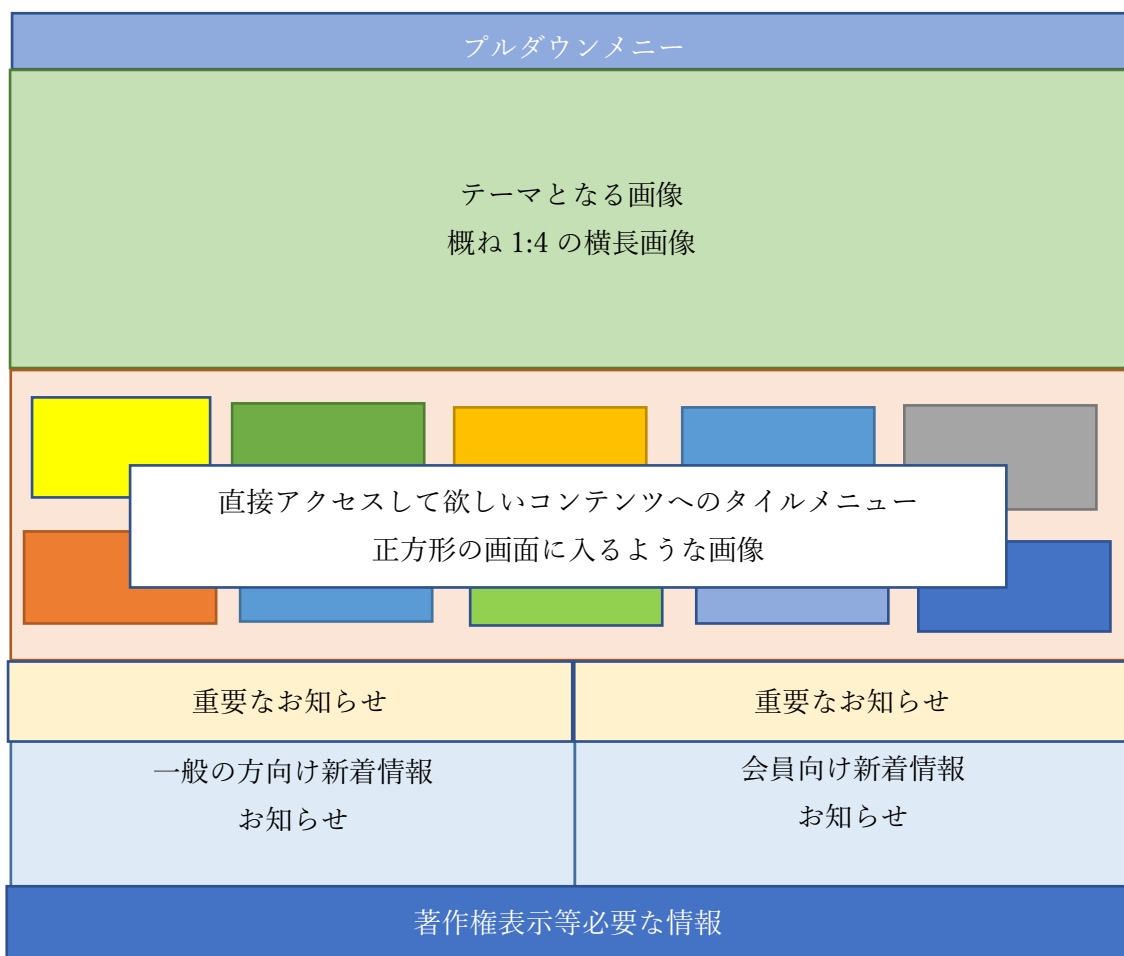 プルダウンメニー
テーマとなる画像
概ね 1:4 の横長画像
直接アクセスして欲しいコンテンツへのタイルメニュー
正方形の画面に入るような画像
重要なお知らせ
重要なお知らせ
一般の方向け新着情報
お知らせ
会員向け新着情報
お知らせ
著作権表示等必要な情報